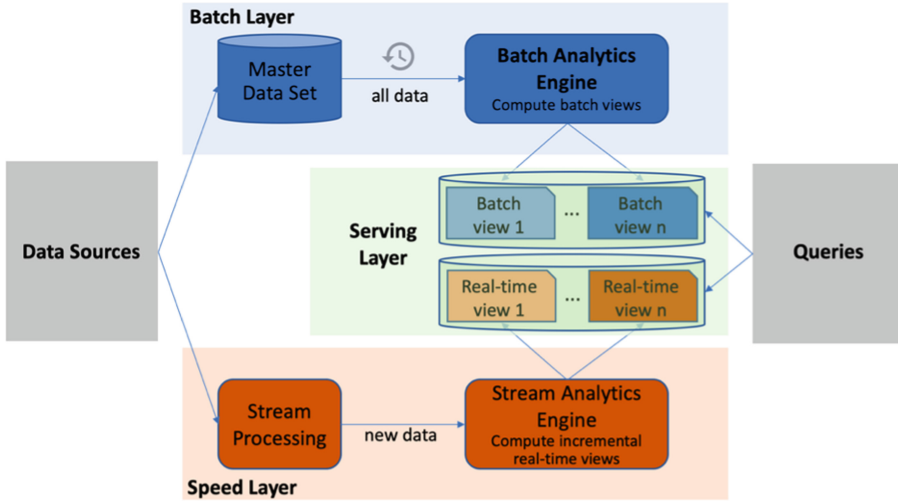 Batch Layer
Master
Data Set
all data
Batch Analytics
Engine
Compute batch views
Data Sources
Serving
Layer
Batch
view 1
...
Batch
view n
Real-time
view 1
...
Real-time
view n
Queries
Stream
Processing
new data
Stream Analytics
Engine
Compute incremental
real-time views
Speed Layer